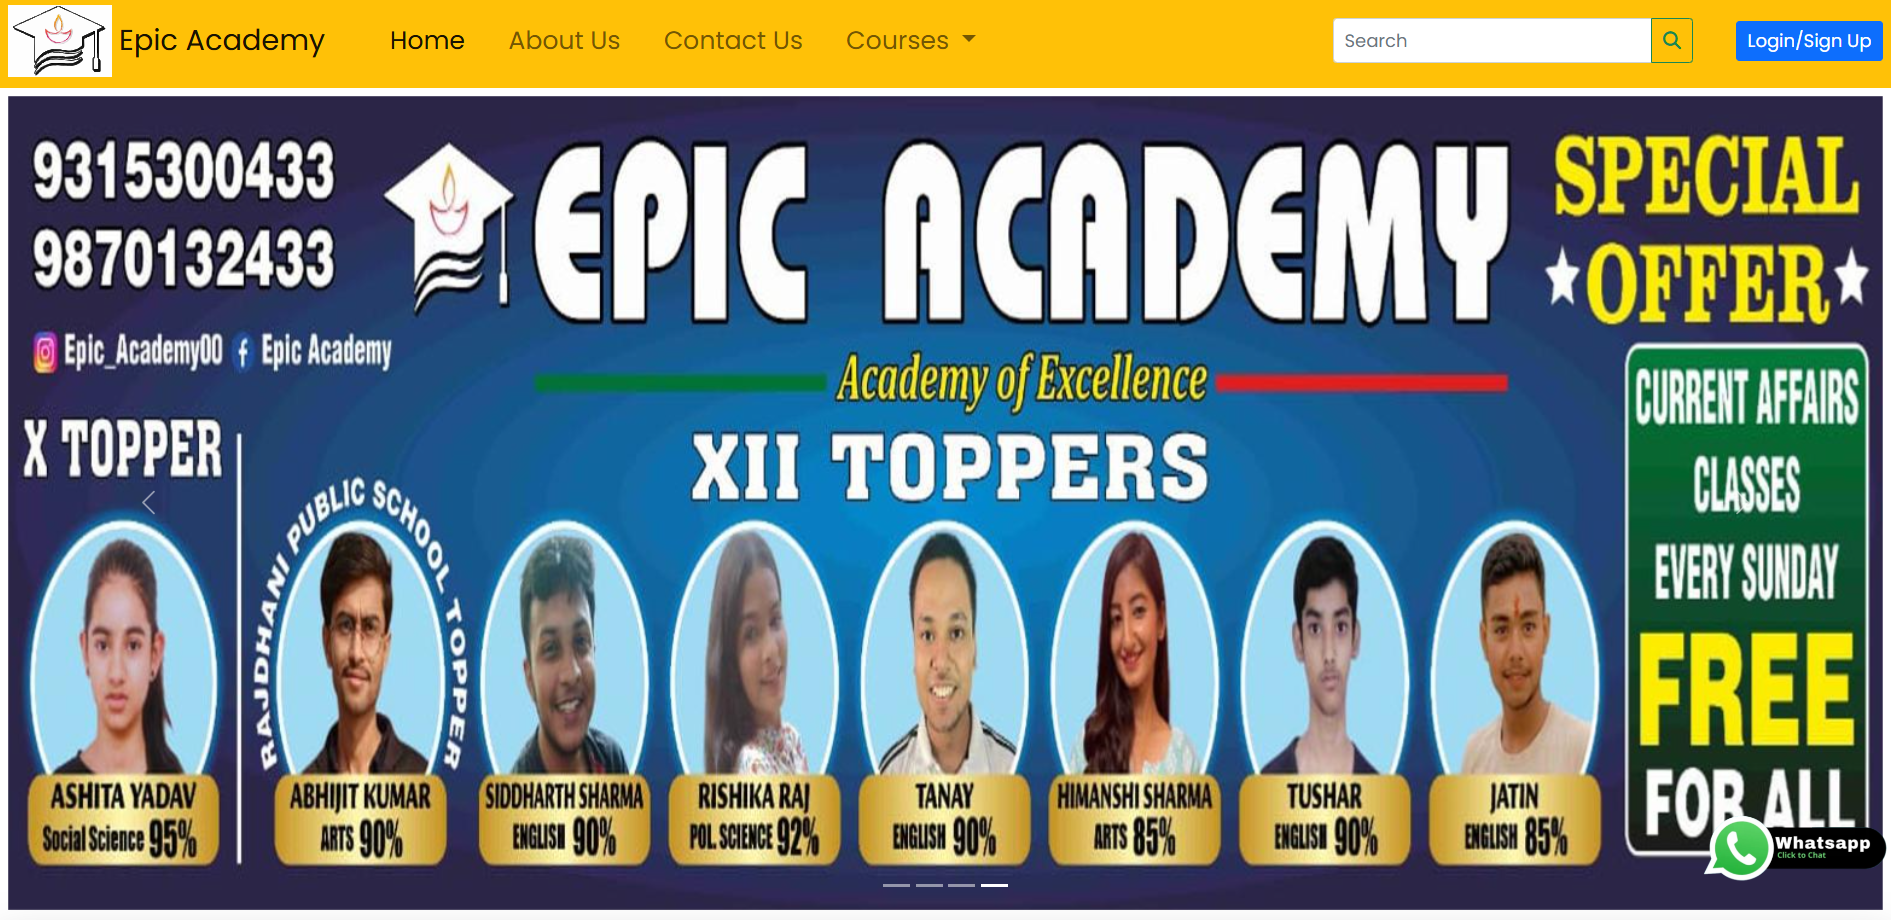 Epic Academy
Home
About Us
Contact Us
Courses
Search
Login/Sign Up
9315300433
9870132433
Epic_Academy00
Epic Academy
EPIC ACADEMY
Academy of Excellence
SPECIAL
OFFER
X TOPPER
XII TOPPERS
RAJDHANI PUBLIC SCHOOL TOPPER
ASHITA YADAV
Social Science 95%
ABHIJIT KUMAR
ARTS 90%
SIDDHARTH SHARMA
ENGLISH 90%
RISHIKA RAJ
POL. SCIENCE 92%
TANAY
ENGLISH 90%
HIMANSHI SHARMA
ARTS 85%
TUSHAR
ENGLISH 90%
JATIN
ENGLISH 85%
CURRENT AFFAIRS
CLASSES
EVERY SUNDAY
FREE
FOR ALL
Whatsapp
Click to Chat